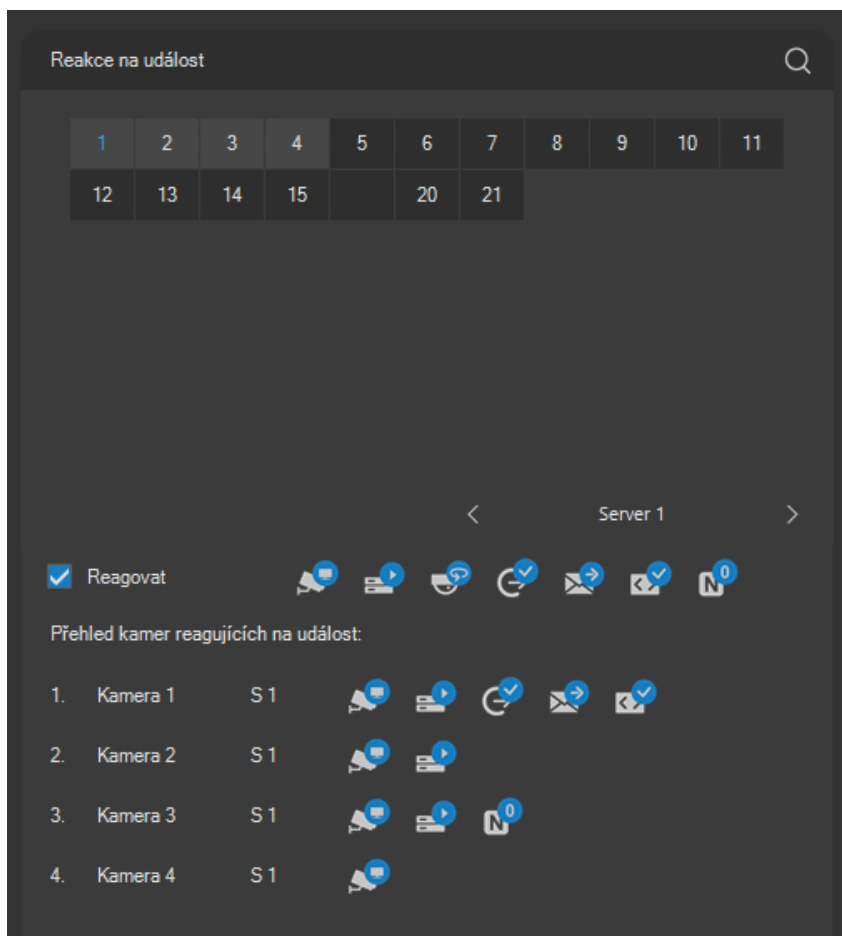 Reakce na událost
1 2 3 4 5 6 7 8 9 10 11
12 13 14 15 20 21
Server 1
Reagovat N 0
Přehled kamer reagujících na událost:
1. Kamera 1 S 1
2. Kamera 2 S 1
3. Kamera 3 S 1 N 0
4. Kamera 4 S 1